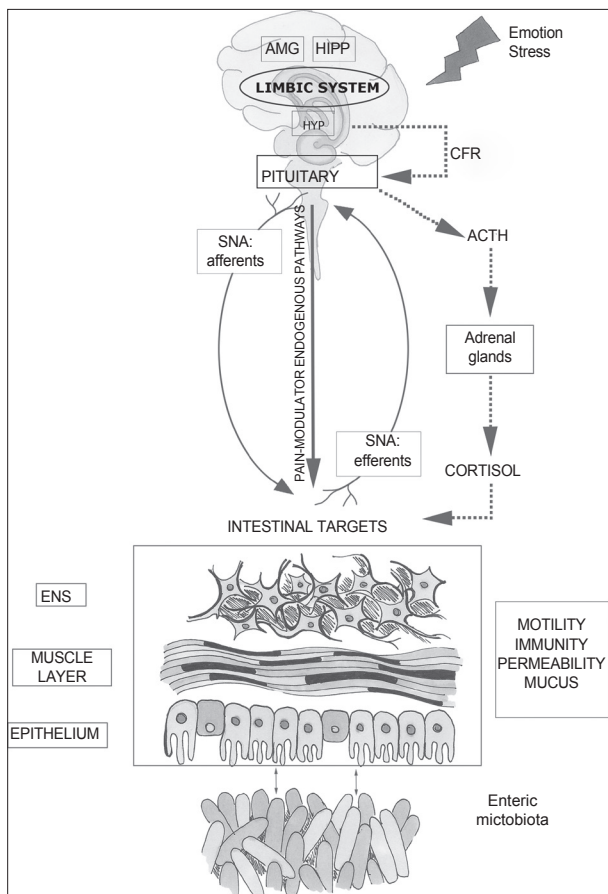 AMG HIPP
Emotion
Stress
LIMBIC SYSTEM
HYP
CFR
PITUITARY
ACTH
SNA:
afferents
PAIN-MODULATOR ENDOGENOUS PATHWAYS
Adrenal
glands
SNA:
efferents
CORTISOL
INTESTINAL TARGETS
ENS
MUSCLE
LAYER
EPITHELIUM
MOTILITY
IMMUNITY
PERMEABILITY
MUCUS
Enteric
mictobiota